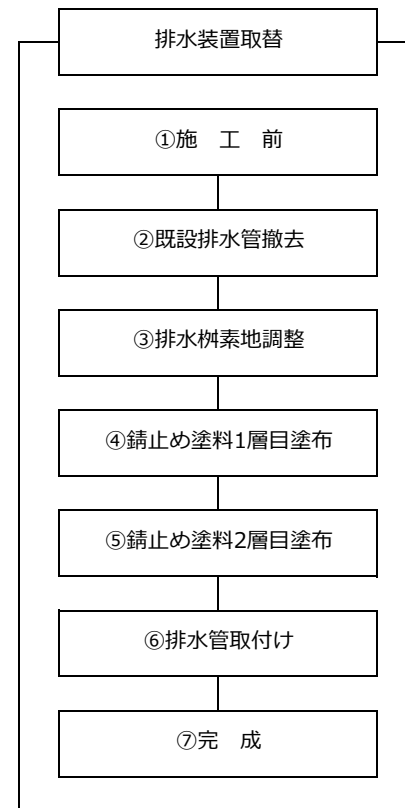 排水装置取替
①施　工　前
②既設排水管撤去
③排水桝素地調整
④錆止め塗料1層目塗布
⑤錆止め塗料2層目塗布
⑥排水管取付け
⑦完　成